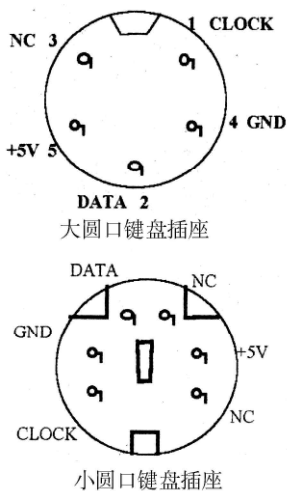 1 CLOCK
NC 3
4 GND
+5V 5
DATA 2
大圆口键盘插座
DATA
NC
GND
+5V
NC
CLOCK
小圆口键盘插座